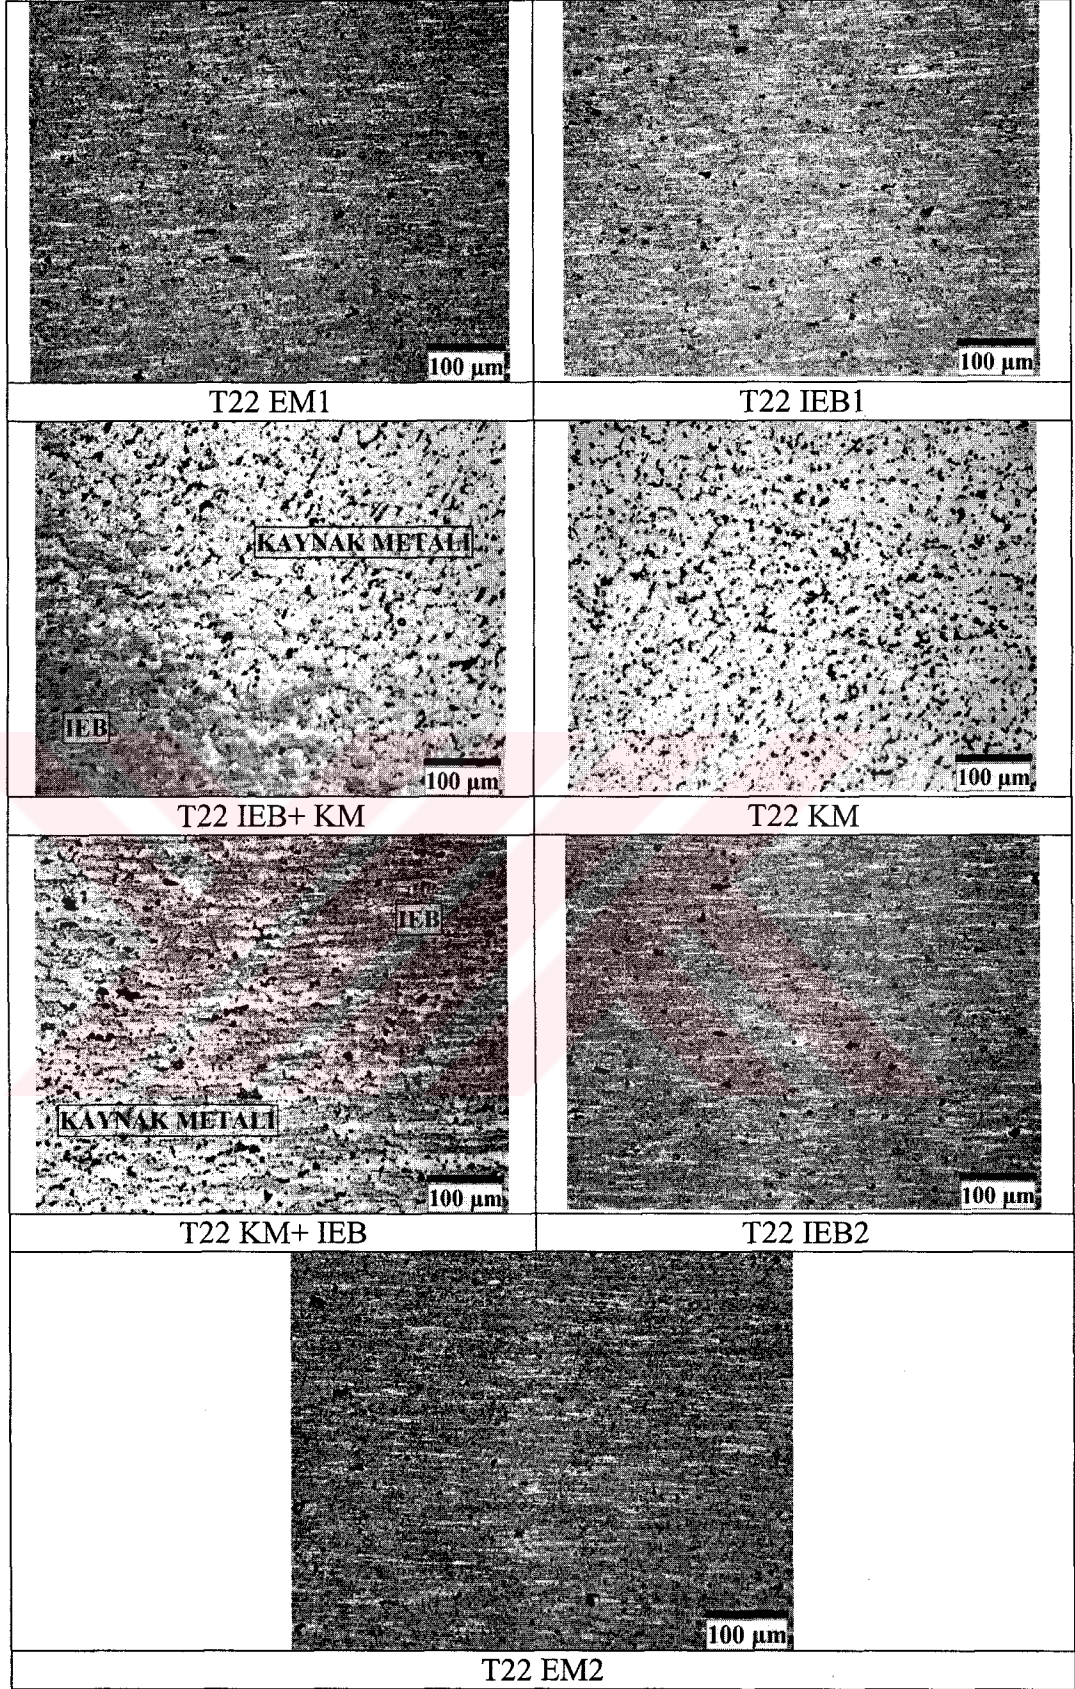 100 µm
100 µm
T22 EM1
T22 IEB1
KAYNAK METALİ
IEB
100 µm
100 µm
T22 IEB+ KM
T22 KM
IEB
KAYNAK METALİ
100 µm
100 µm
T22 KM+ IEB
T22 IEB2
100 µm
T22 EM2